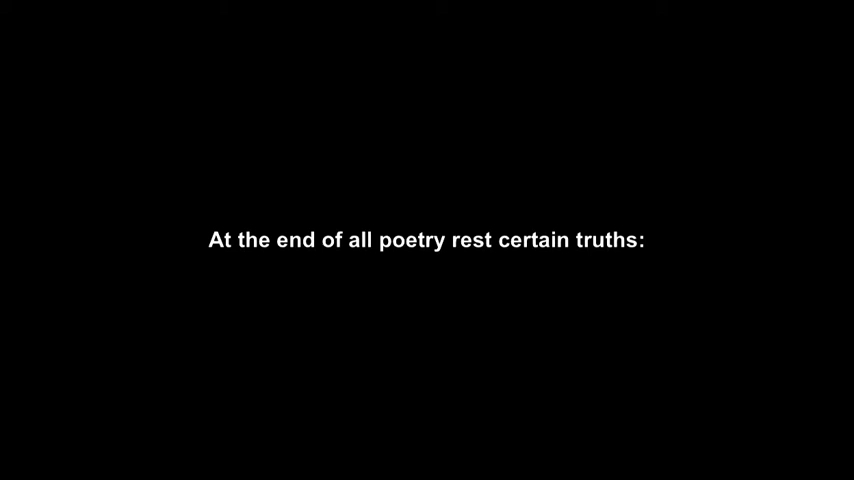 At the end of all poetry rest certain truths: